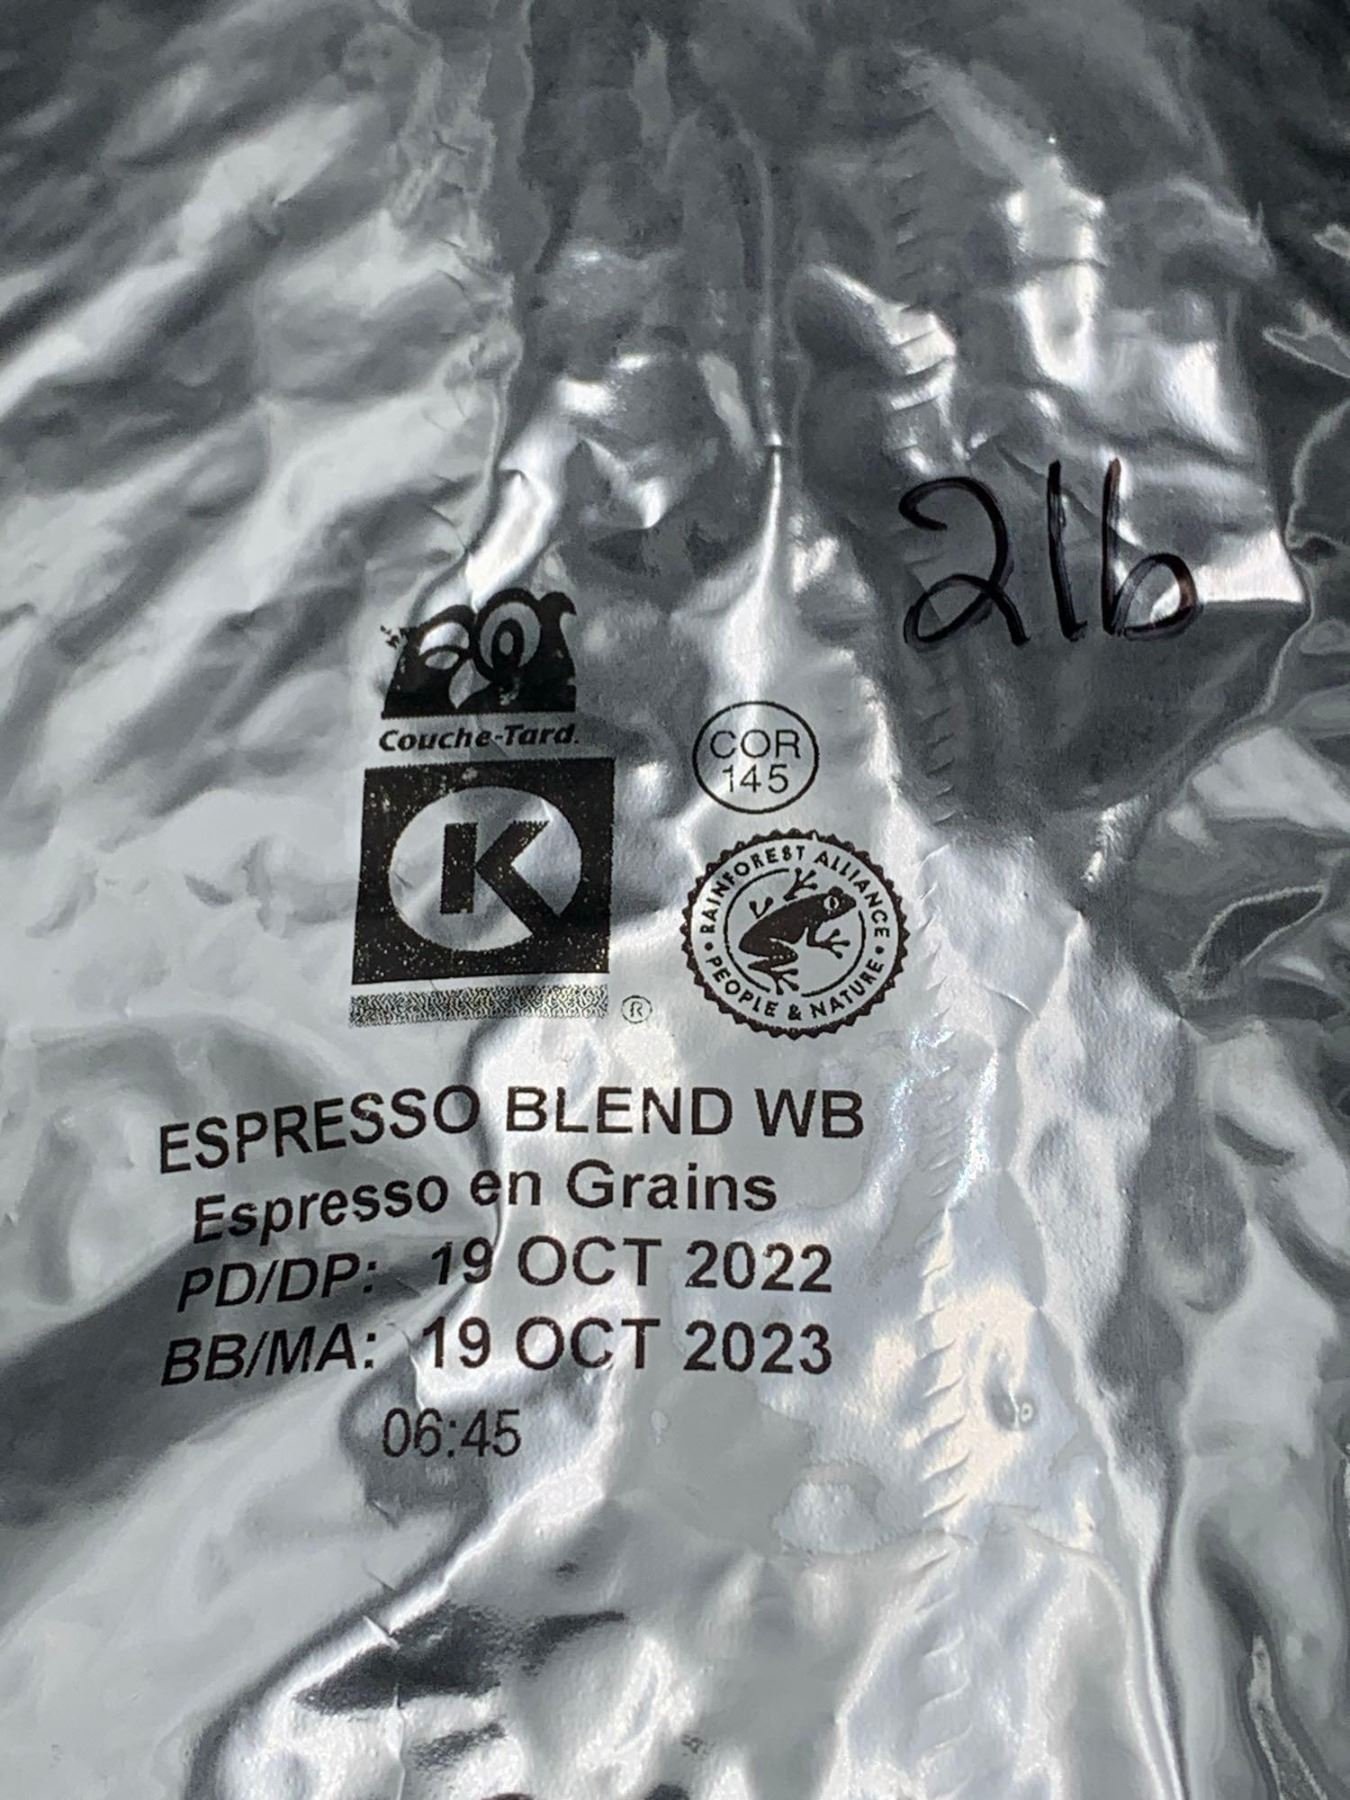 2lb
Couche-Tard.
COR
145
K
®
RAINFOREST ALLIANCE
• PEOPLE & NATURE •
ESPRESSO BLEND WB
Espresso en Grains
PD/DP: 19 OCT 2022
BB/MA: 19 OCT 2023
06:45